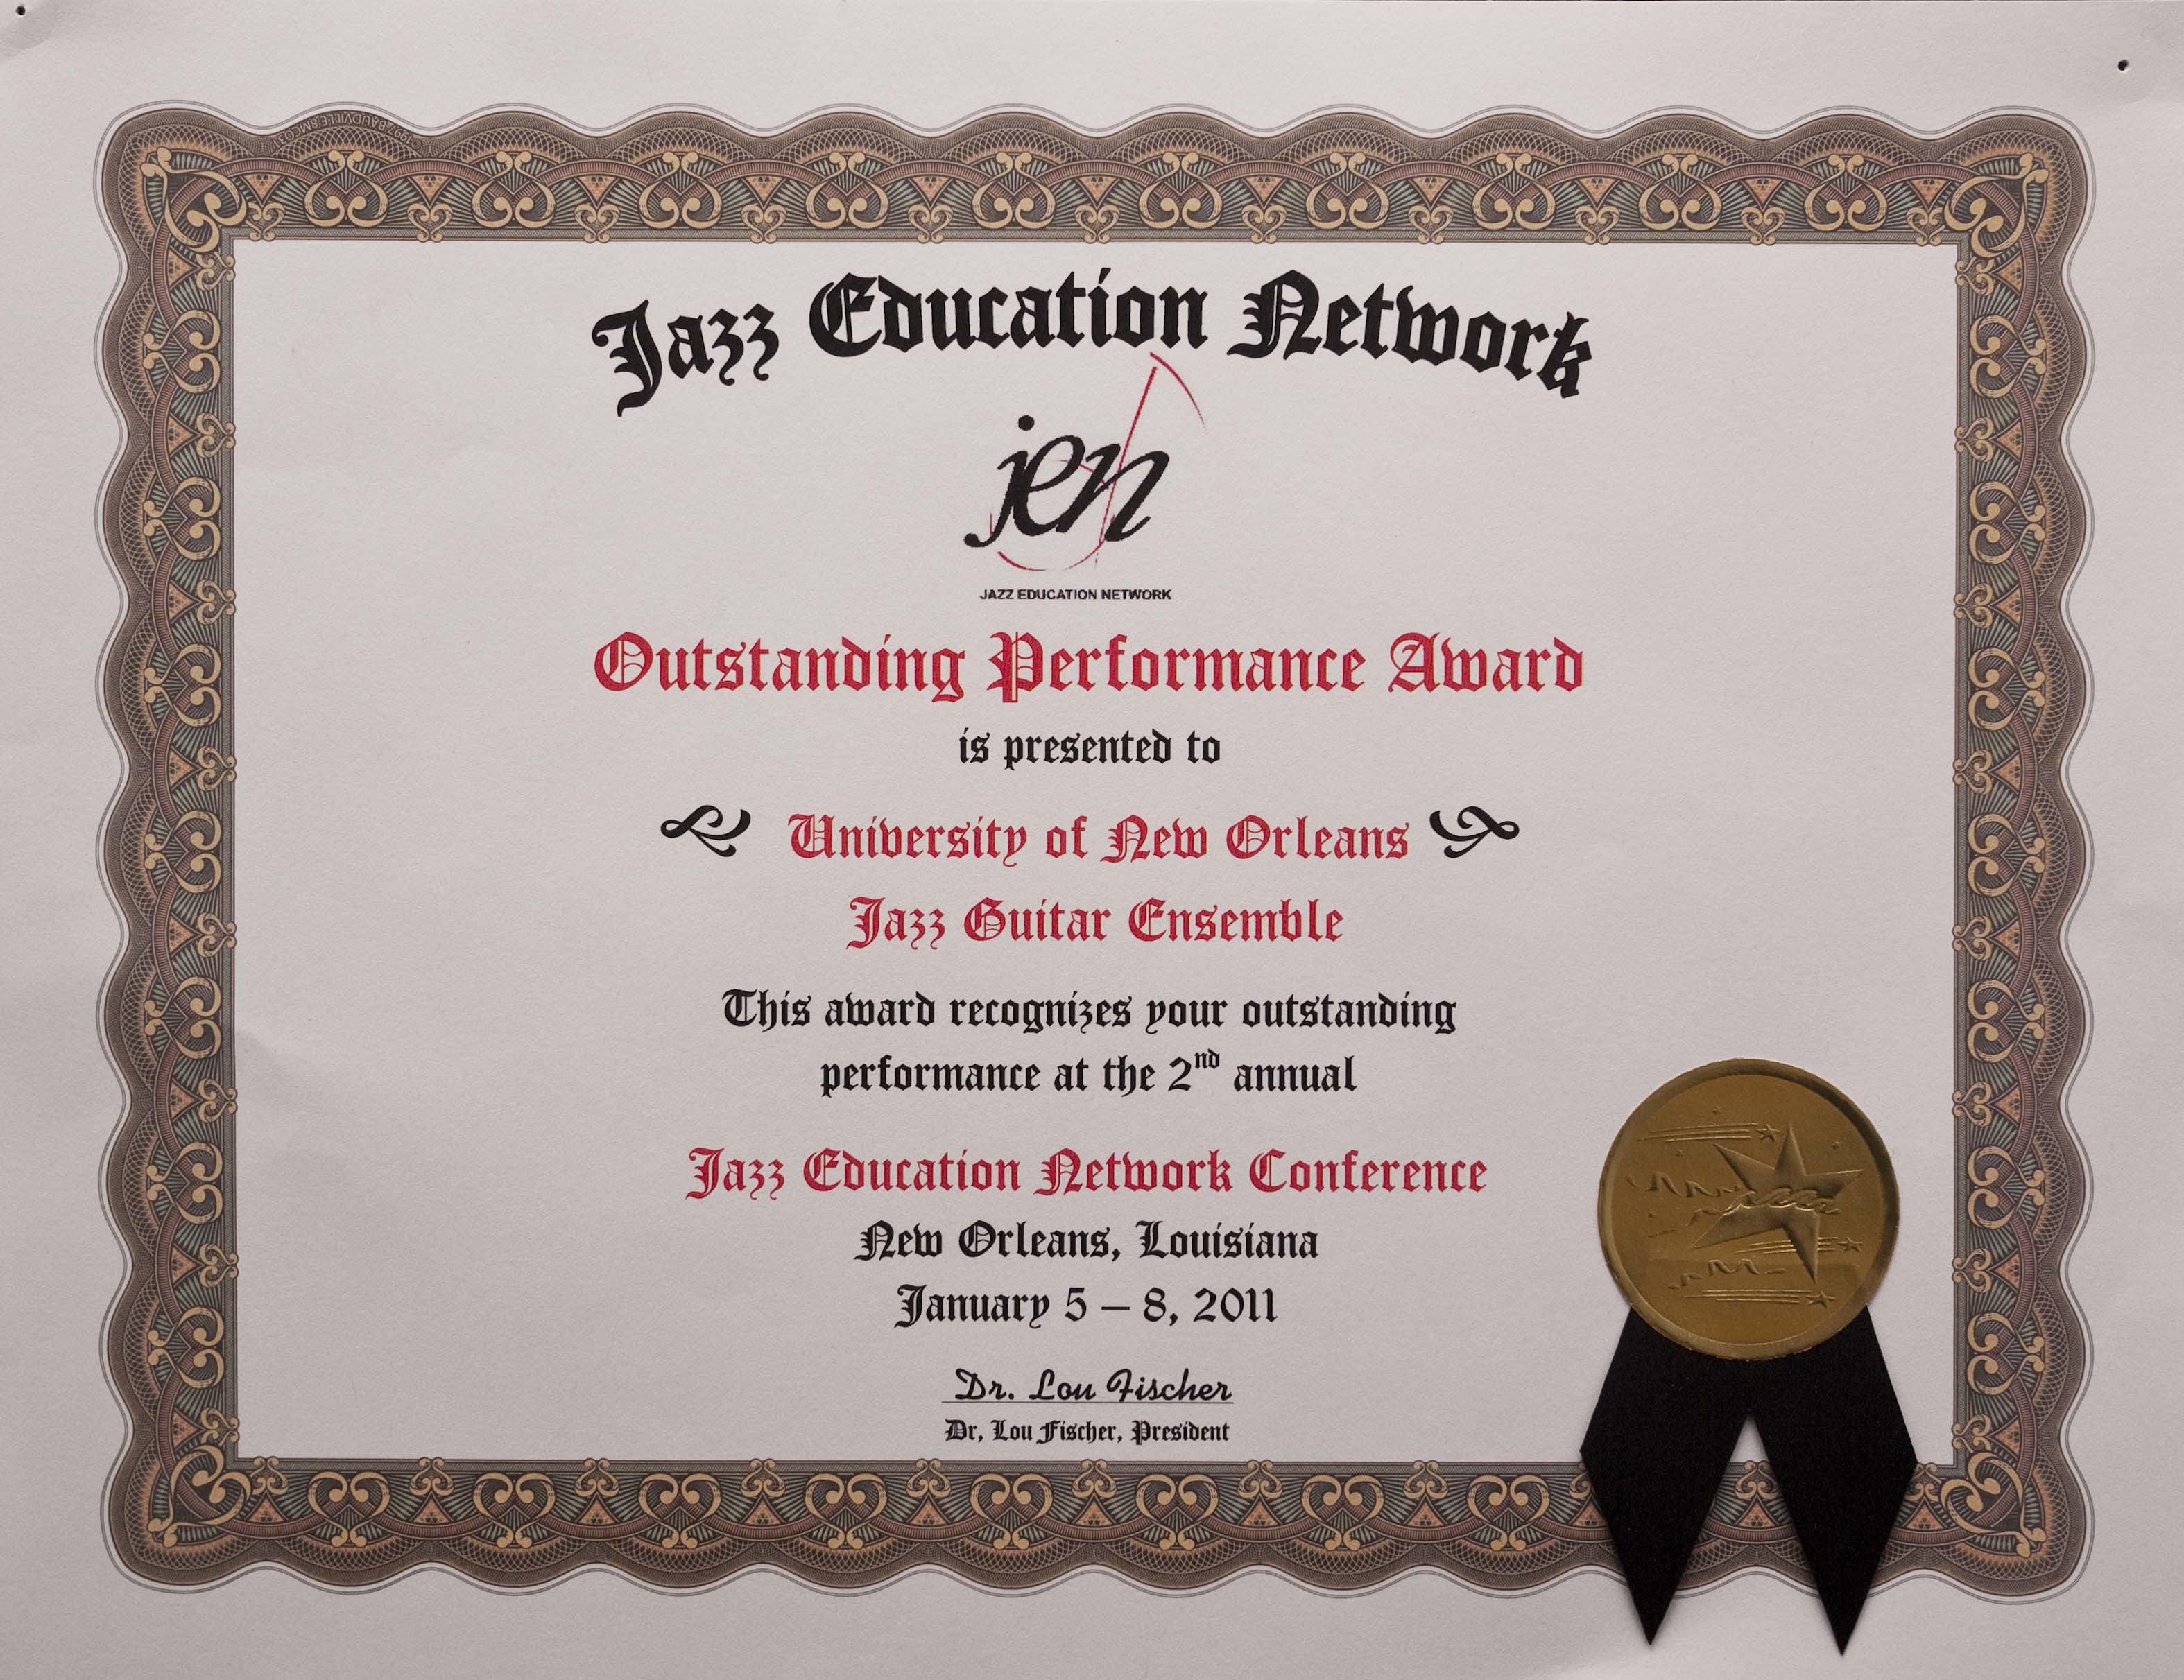 Jazz Education Network
jen
JAZZ EDUCATION NETWORK
Outstanding Performance Award
is presented to
University of New Orleans
Jazz Guitar Ensemble
This award recognizes your outstanding
performance at the 2nd annual
Jazz Education Network Conference
New Orleans, Louisiana
January 5 – 8, 2011
Dr. Lou Fischer
Dr, Lou Fischer, President